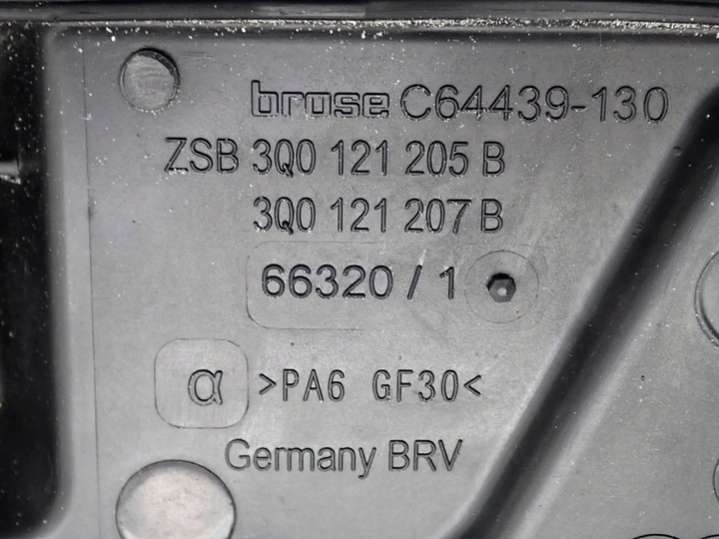 brose C64439-130
ZSB 3Q0 121 205 B
3Q0 121 207 B
66320 / 1
α >PA6 GF30<
Germany BRV